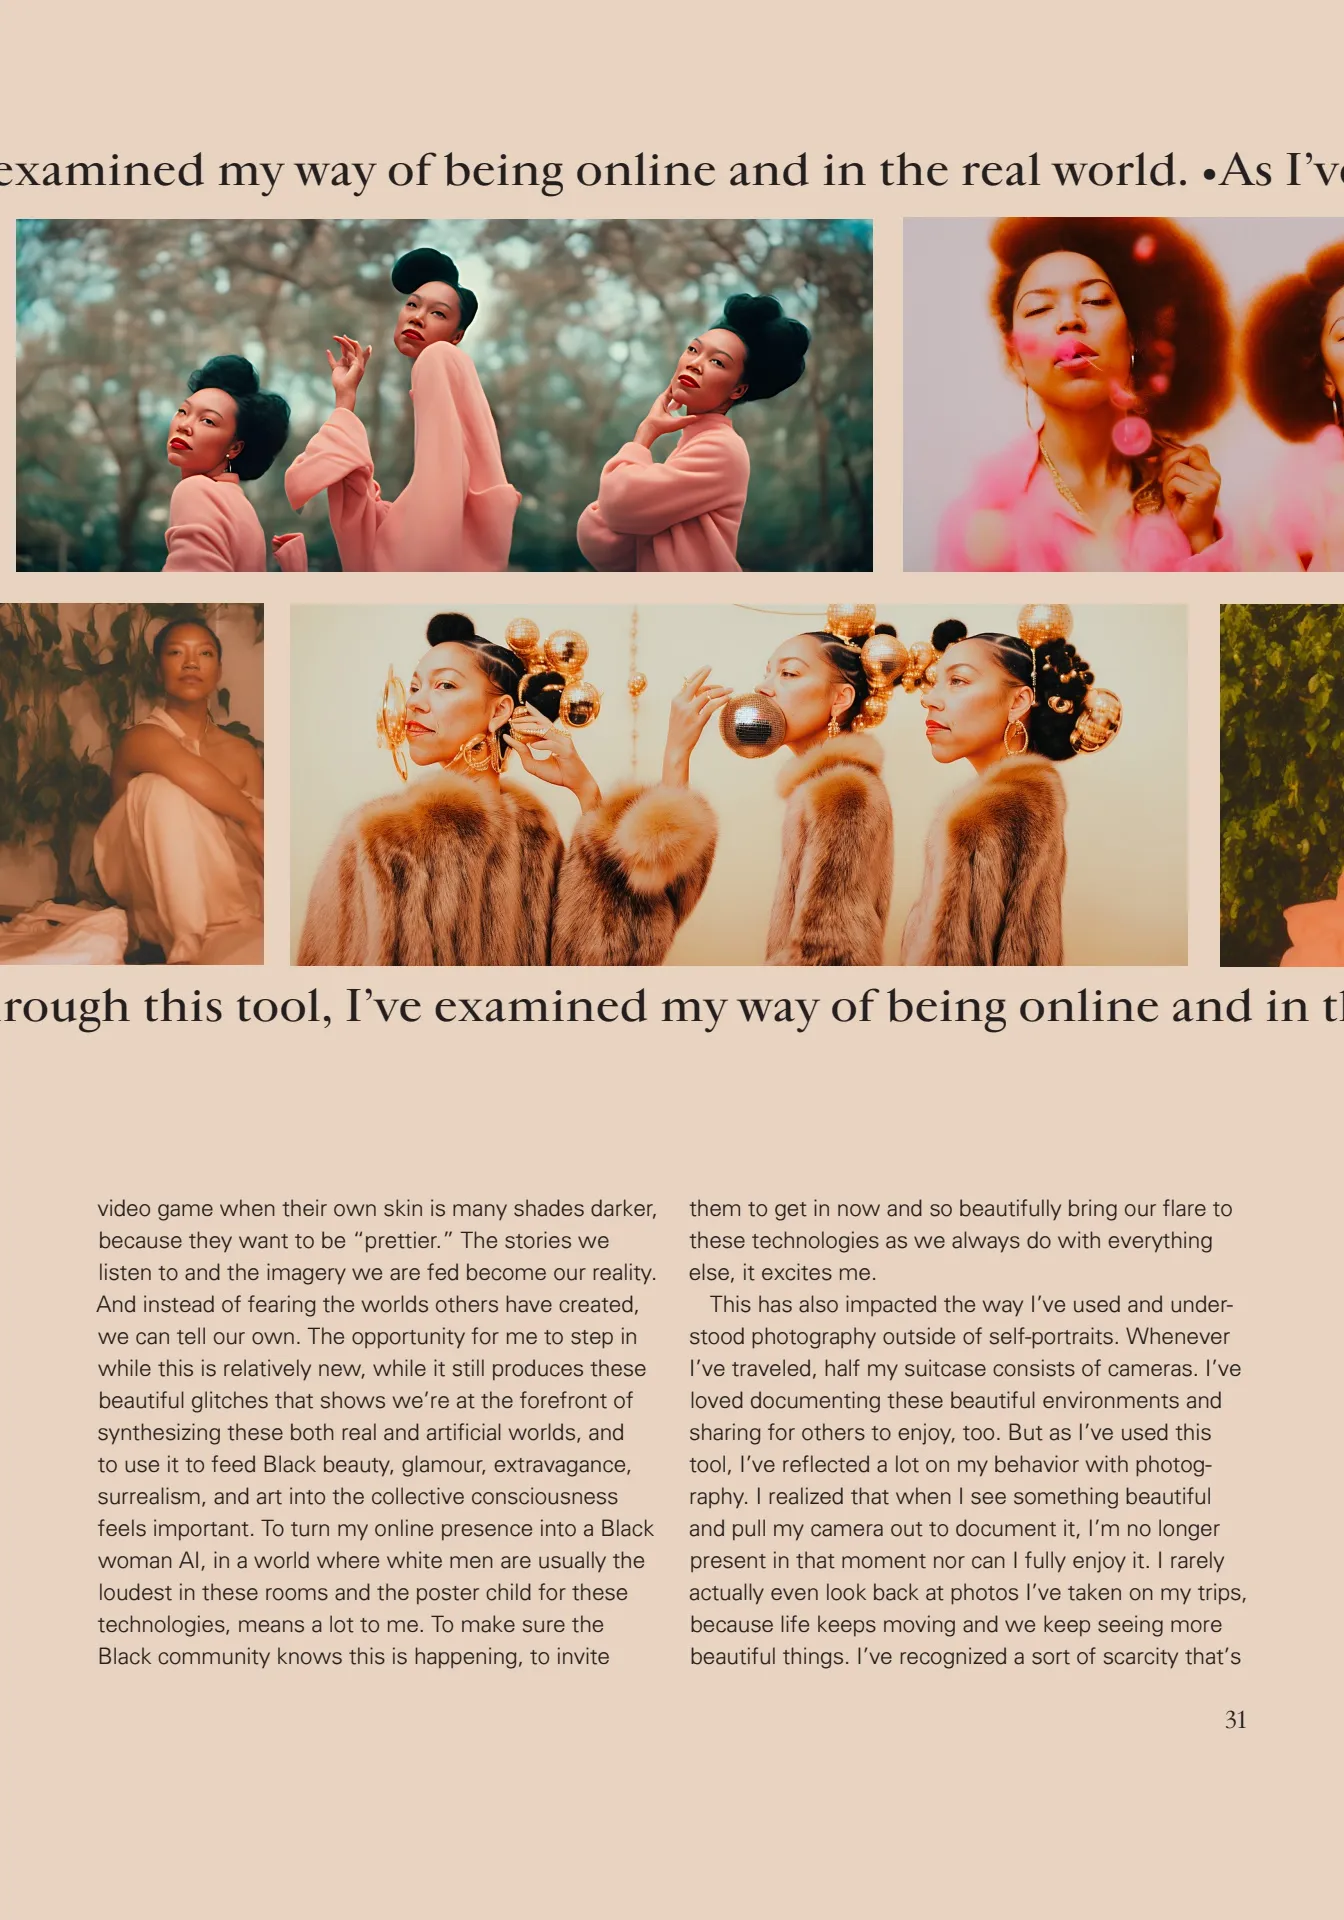 examined my way of being online and in the real world. •As I've
rough this tool, I've examined my way of being online and in th
video game when their own skin is many shades darker,
because they want to be “prettier.” The stories we
listen to and the imagery we are fed become our reality.
And instead of fearing the worlds others have created,
we can tell our own. The opportunity for me to step in
while this is relatively new, while it still produces these
beautiful glitches that shows we’re at the forefront of
synthesizing these both real and artificial worlds, and
to use it to feed Black beauty, glamour, extravagance,
surrealism, and art into the collective consciousness
feels important. To turn my online presence into a Black
woman AI, in a world where white men are usually the
loudest in these rooms and the poster child for these
technologies, means a lot to me. To make sure the
Black community knows this is happening, to invite
them to get in now and so beautifully bring our flare to
these technologies as we always do with everything
else, it excites me.
This has also impacted the way I’ve used and under-
stood photography outside of self-portraits. Whenever
I’ve traveled, half my suitcase consists of cameras. I’ve
loved documenting these beautiful environments and
sharing for others to enjoy, too. But as I’ve used this
tool, I’ve reflected a lot on my behavior with photog-
raphy. I realized that when I see something beautiful
and pull my camera out to document it, I’m no longer
present in that moment nor can I fully enjoy it. I rarely
actually even look back at photos I’ve taken on my trips,
because life keeps moving and we keep seeing more
beautiful things. I’ve recognized a sort of scarcity that’s
31